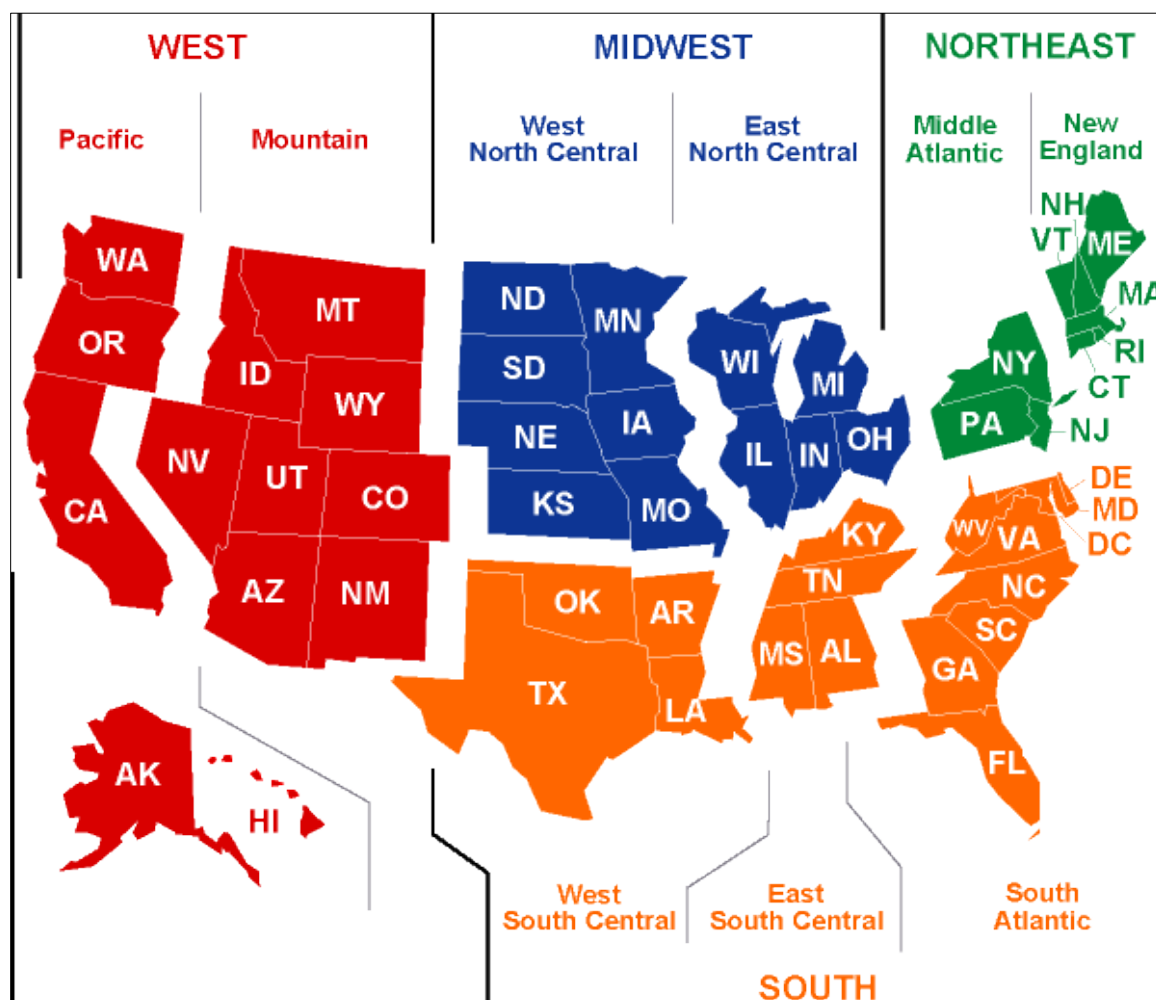 WEST
MIDWEST
NORTHEAST
Pacific
Mountain
West
North Central
East
North Central
Middle
Atlantic
New
England
NH
VT
ME
WA
MT
ND
MN
MA
OR
ID
SD
WI
MI
NY
RI
WY
CT
NE
IA
PA
NJ
NV
UT
CO
IL
IN
OH
CA
KS
MO
DE
MD
WV
VA
DC
KY
AZ
NM
OK
AR
TN
NC
SC
MS
AL
GA
TX
LA
FL
AK
HI
West
South Central
East
South Central
South
Atlantic
SOUTH